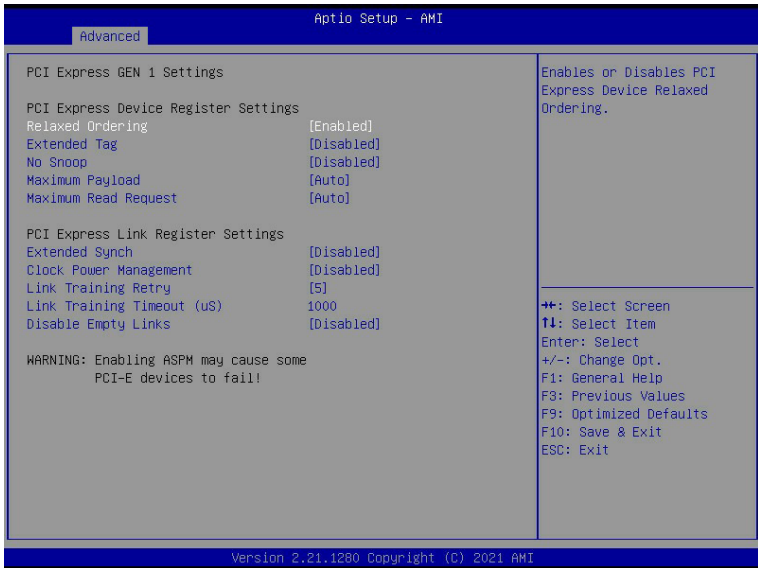 Aptio Setup – AMI
Advanced
PCI Express GEN 1 Settings
PCI Express Device Register Settings
Relaxed Ordering [Enabled]
Extended Tag [Disabled]
No Snoop [Disabled]
Maximum Payload [Auto]
Maximum Read Request [Auto]
PCI Express Link Register Settings
Extended Synch [Disabled]
Clock Power Management [Disabled]
Link Training Retry [5]
Link Training Timeout (uS) 1000
Disable Empty Links [Disabled]
WARNING: Enabling ASPM may cause some
PCI-E devices to fail!
Enables or Disables PCI
Express Device Relaxed
Ordering.
→←: Select Screen
↑↓: Select Item
Enter: Select
+/-: Change Opt.
F1: General Help
F3: Previous Values
F9: Optimized Defaults
F10: Save & Exit
ESC: Exit
Version 2.21.1280 Copyright (C) 2021 AMI